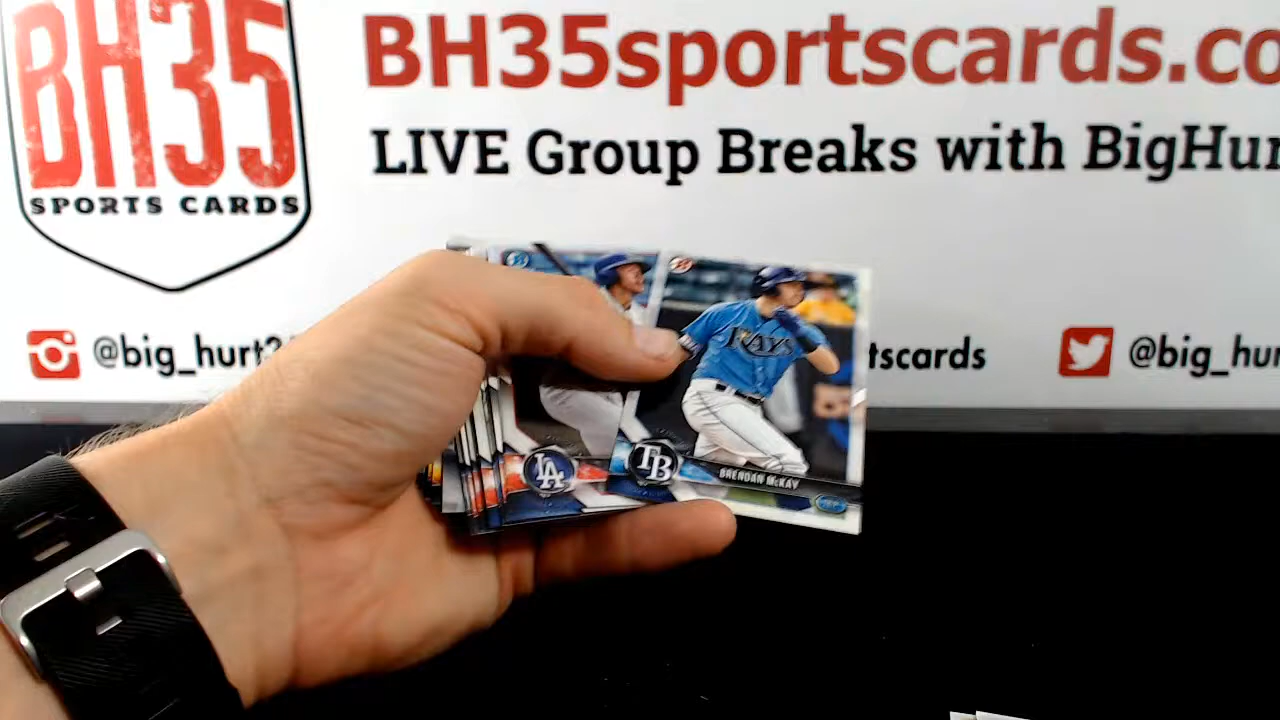 BH35
SPORTS CARDS
BH35sportscards.co
LIVE Group Breaks with BigHur
@big_hurt3
tscards
@big_hur
RAYS
LA
TB
BRENDAN McKAY